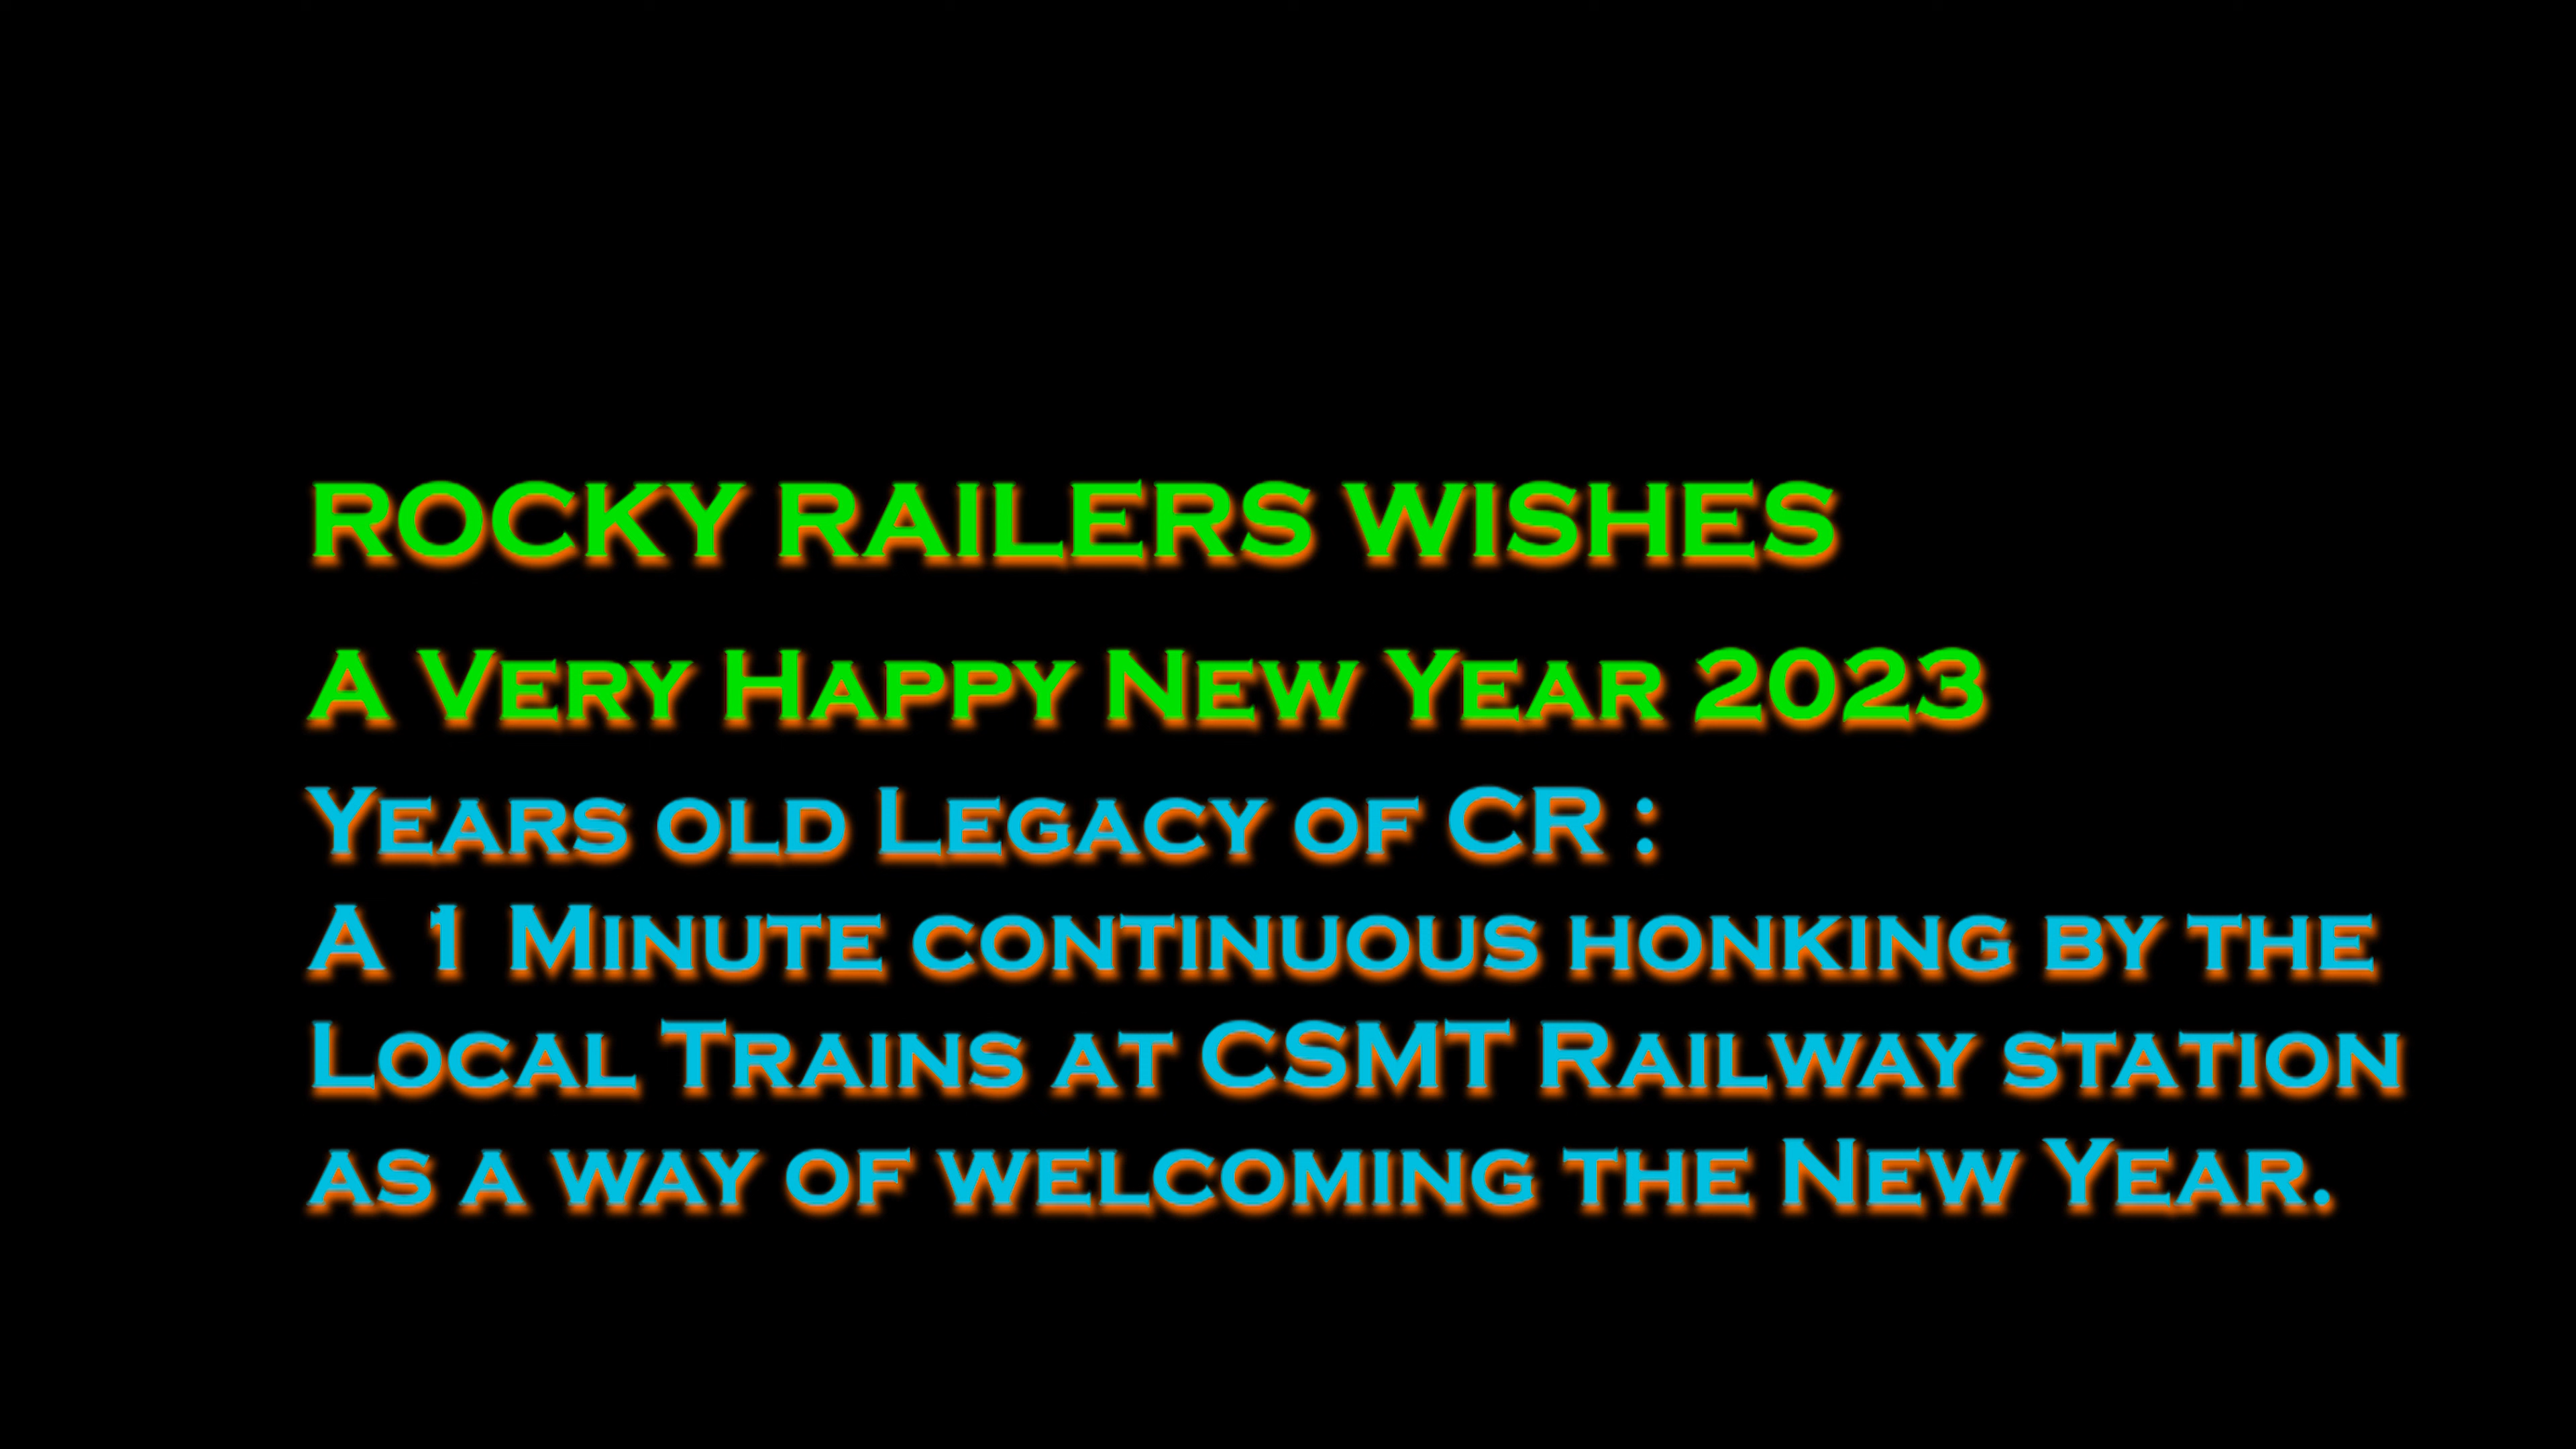 ROCKY RAILERS WISHES
A Very Happy New Year 2023
Years old Legacy of CR :
A 1 Minute continuous honking by the
Local Trains at CSMT Railway station
as a way of welcoming the New Year.